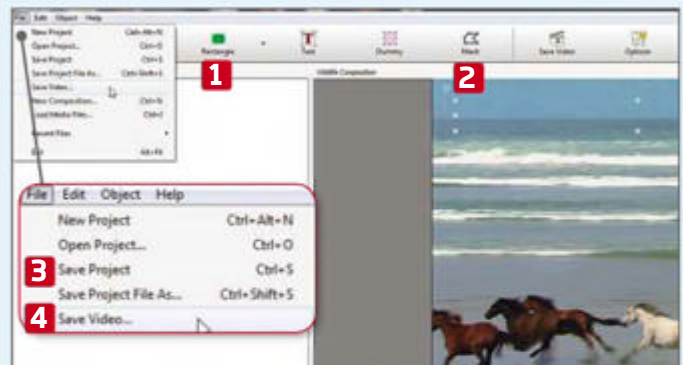 File Edit Object Help
New Project Ctrl-Alt-N
Open Project... Ctrl-O
Save Project Ctrl-S
Save Project File As... Ctrl-Shift-S
Save Video...
New Composition... Ctrl-N
Load Media Files... Ctrl-I
Recent Files
Exit Alt-F4
Rectangle
Text
Dummy
Mask
Save Video
Options
1
2
Wildlife Composition
File Edit Object Help
New Project Ctrl-Alt-N
Open Project... Ctrl-O
3 Save Project Ctrl-S
Save Project File As... Ctrl-Shift-S
4 Save Video...